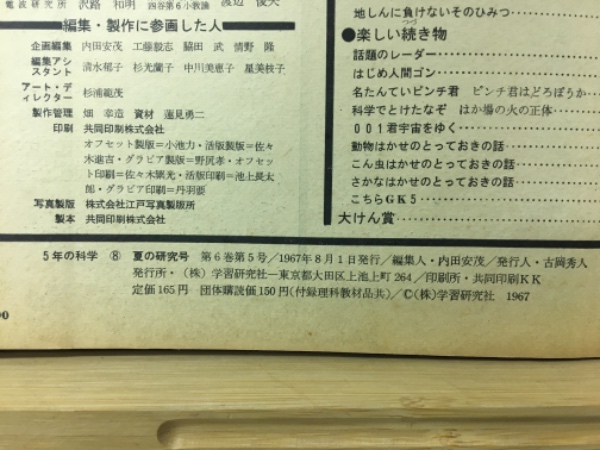 電波研究所 沢路 和明 四谷第6小教諭 渡辺 俊夫
編集・製作に参画した人
企画編集 内田安茂 工藤毅志 脇田 武 情野 隆
編集アシスタント 清水郁子 杉光蘭子 中川美恵子 星美枝子
アート・ディレクター 杉浦範茂
製作管理 畑 幸造 資材 蓮見勇二
印刷 共同印刷株式会社
オフセット製版=小池力・活版製版=佐々
木進吉・グラビア製版=野尻孝・オフセッ
ト印刷=佐々木繁光・活版印刷=池上長太
郎・グラビア印刷=丹羽要
写真製版 株式会社江戸写真製版所
製本 共同印刷株式会社
地しんに負けないそのひみつ
●楽しい続き物
つづ
話題のレーダー
はじめ人間ゴン
名たんていピンチ君 ピンチ君はどろぼうか
科学でとけたなぞ はか場の火の正体
001君宇宙をゆく
動物はかせのとっておきの話
こん虫はかせのとっておきの話
さかなはかせのとっておきの話
こちらGK5
大けん賞
5年の科学 ⑧ 夏の研究号 第6巻第5号/1967年8月1日発行/編集人・内田安茂/発行人・古岡秀人
発行所・(株)学習研究社—東京都大田区上池上町264/印刷所・共同印刷KK
定価165円 団体購読価150円(付録理科教材品共)/©(株)学習研究社 1967